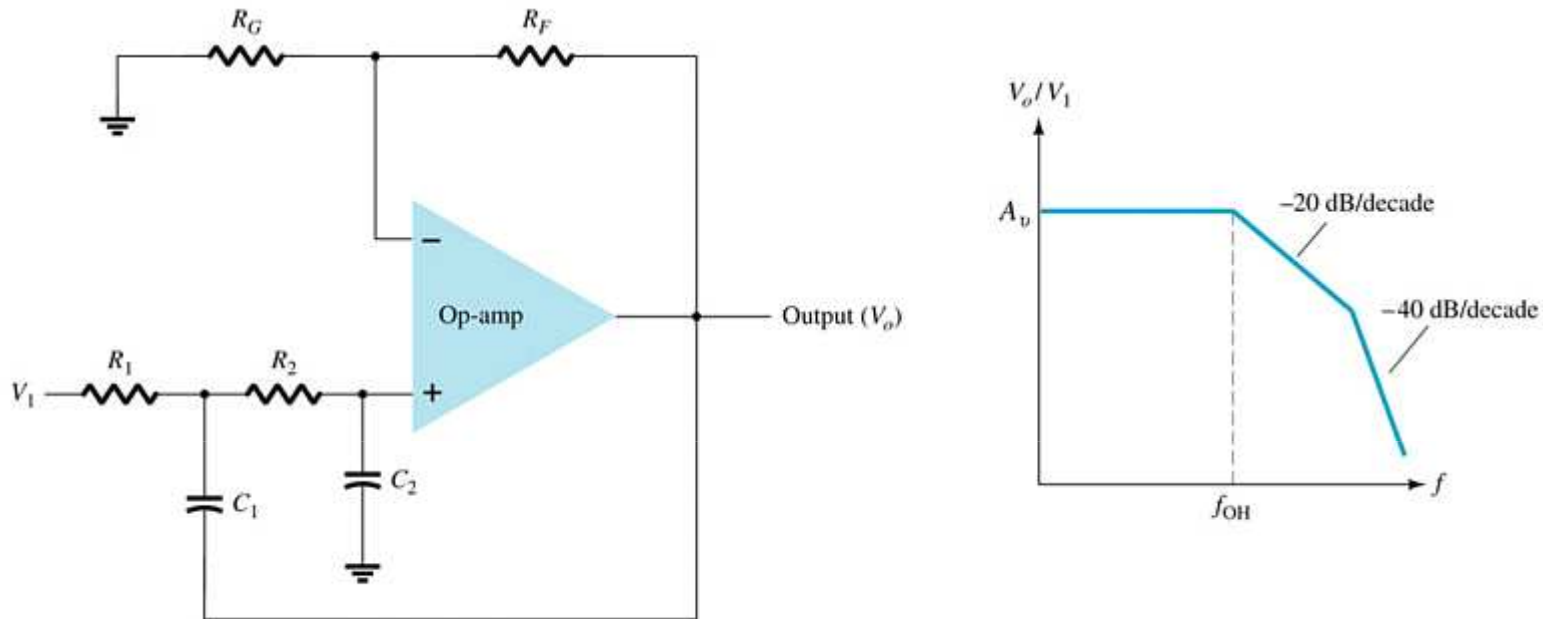 R_G
R_F
−
Op-amp
Output (V_o)
R_1
R_2
V_1
+
C_1
C_2
V_o/V_1
A_v
−20 dB/decade
−40 dB/decade
f
f_OH